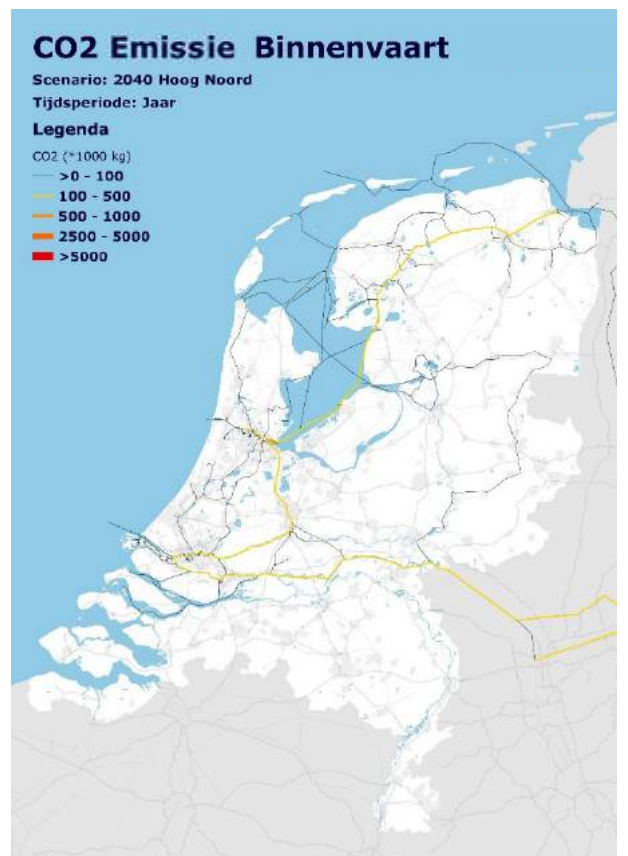 CO2 Emissie Binnenvaart
Scenario: 2040 Hoog Noord
Tijdsperiode: Jaar
Legenda
CO2 (*1000 kg)
>0 - 100
100 - 500
500 - 1000
2500 - 5000
>5000